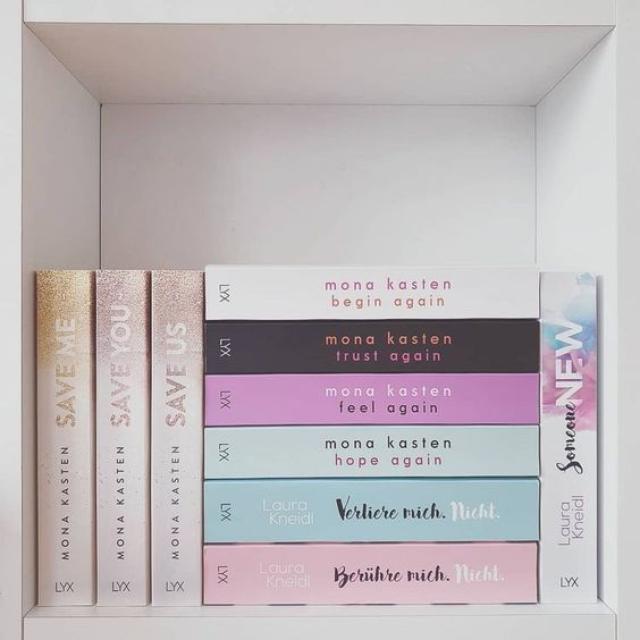 SAVE ME
MONA KASTEN
LYX
SAVE YOU
MONA KASTEN
LYX
SAVE US
MONA KASTEN
LYX
LYX
mona kasten
begin again
LYX
mona kasten
trust again
LYX
mona kasten
feel again
LYX
mona kasten
hope again
LYX
Laura
Kneidl
Verliere mich. Nicht.
LYX
Laura
Kneidl
Berühre mich. Nicht.
Someone NEW
Laura
Kneidl
LYX